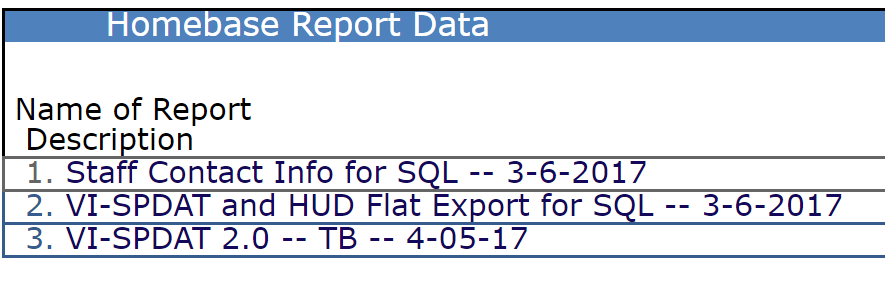 Homebase Report Data
Name of Report
Description
1. Staff Contact Info for SQL -- 3-6-2017
2. VI-SPDAT and HUD Flat Export for SQL -- 3-6-2017
3. VI-SPDAT 2.0 -- TB -- 4-05-17